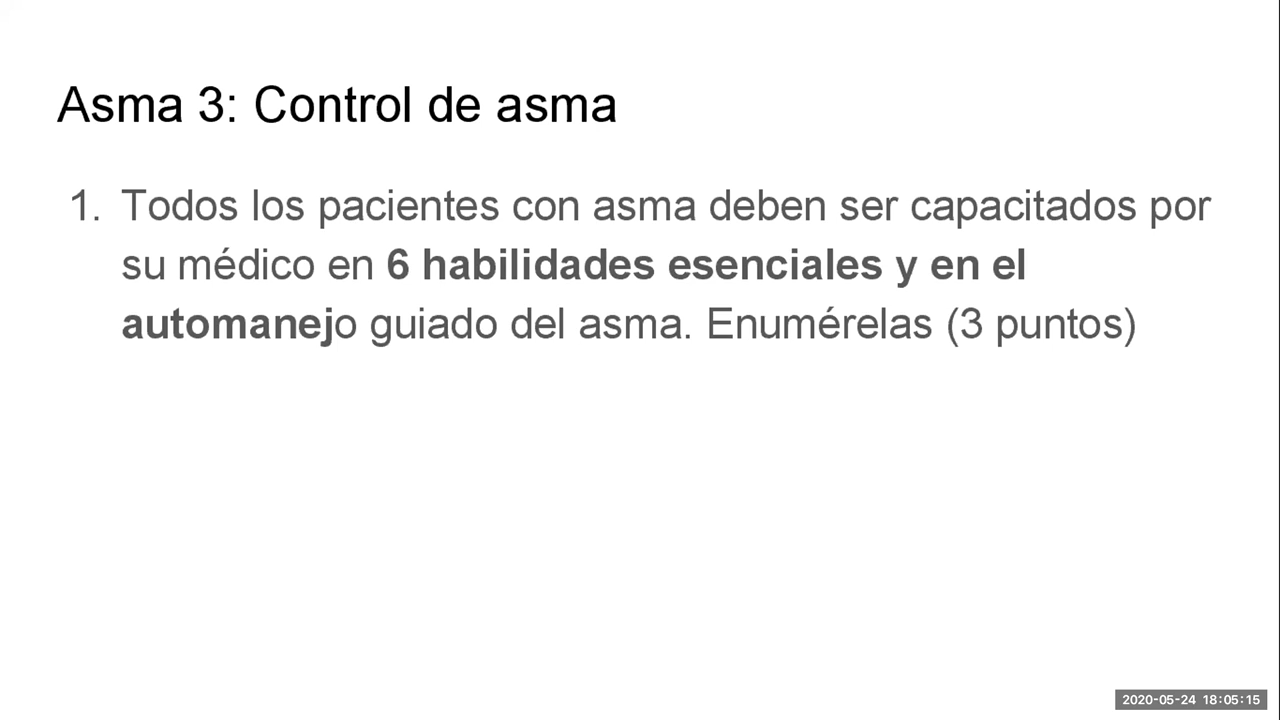 Asma 3: Control de asma
1. Todos los pacientes con asma deben ser capacitados por
su médico en 6 habilidades esenciales y en el
automanejo guiado del asma. Enumérelas (3 puntos)
2020-05-24 18:05:15